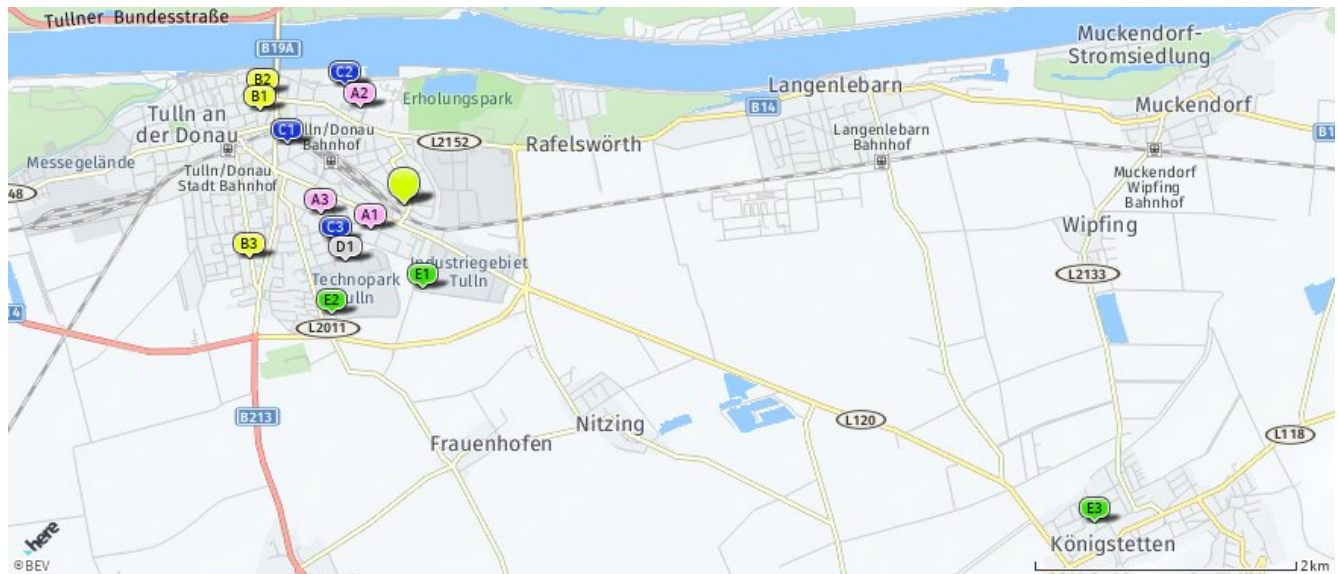 Tullner Bundesstraße
B19A
Muckendorf-
Stromsiedlung
C2
B2
A2
B1
Erholungspark
Langenlebarn
B14
Muckendorf
Tulln an
der Donau
C1
Tulln/Donau
Bahnhof
L2152
Rafelswörth
Langenlebarn
Bahnhof
B1
Messegelände
Tulln/Donau
Stadt Bahnhof
Muckendorf
Wipfing
Bahnhof
48
A3
A1
C3
Wipfing
B3
D1
Technopark
Tulln
E1
Industriegebiet
Tulln
L2133
E2
4
L2011
B213
Nitzing
L120
Frauenhofen
L118
E3
Königstetten
here
©BEV
2km